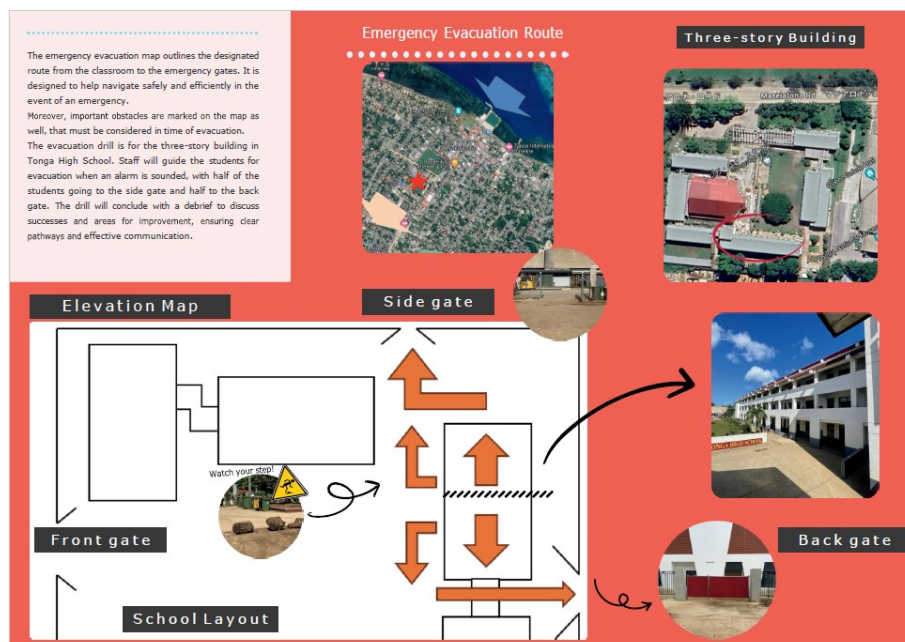 The emergency evacuation map outlines the designated
route from the classroom to the emergency gates. It is
designed to help navigate safely and efficiently in the
event of an emergency.
Moreover, important obstacles are marked on the map as
well, that must be considered in time of evacuation.
The evacuation drill is for the three-story building in
Tonga High School. Staff will guide the students for
evacuation when an alarm is sounded, with half of the
students going to the side gate and half to the back
gate. The drill will conclude with a debrief to discuss
successes and areas for improvement, ensuring clear
pathways and effective communication.
Emergency Evacuation Route
Three-story Building
Mateialona Rd
Elevation Map
Side gate
Watch your step!
TONGA HIGH SCHOOL
Front gate
Back gate
School Layout